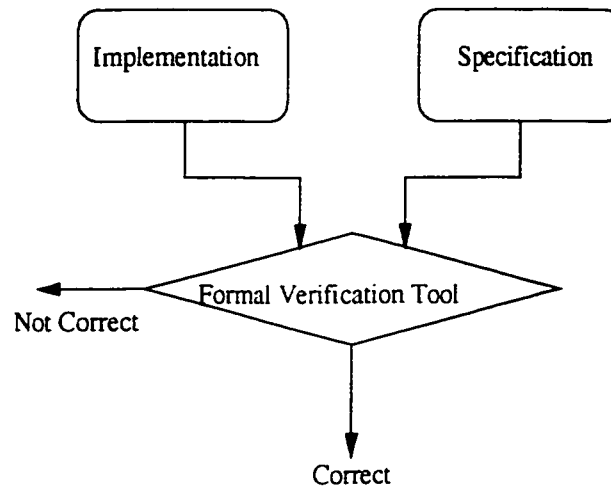 Implementation
Specification
Formal Verification Tool
Not Correct
Correct